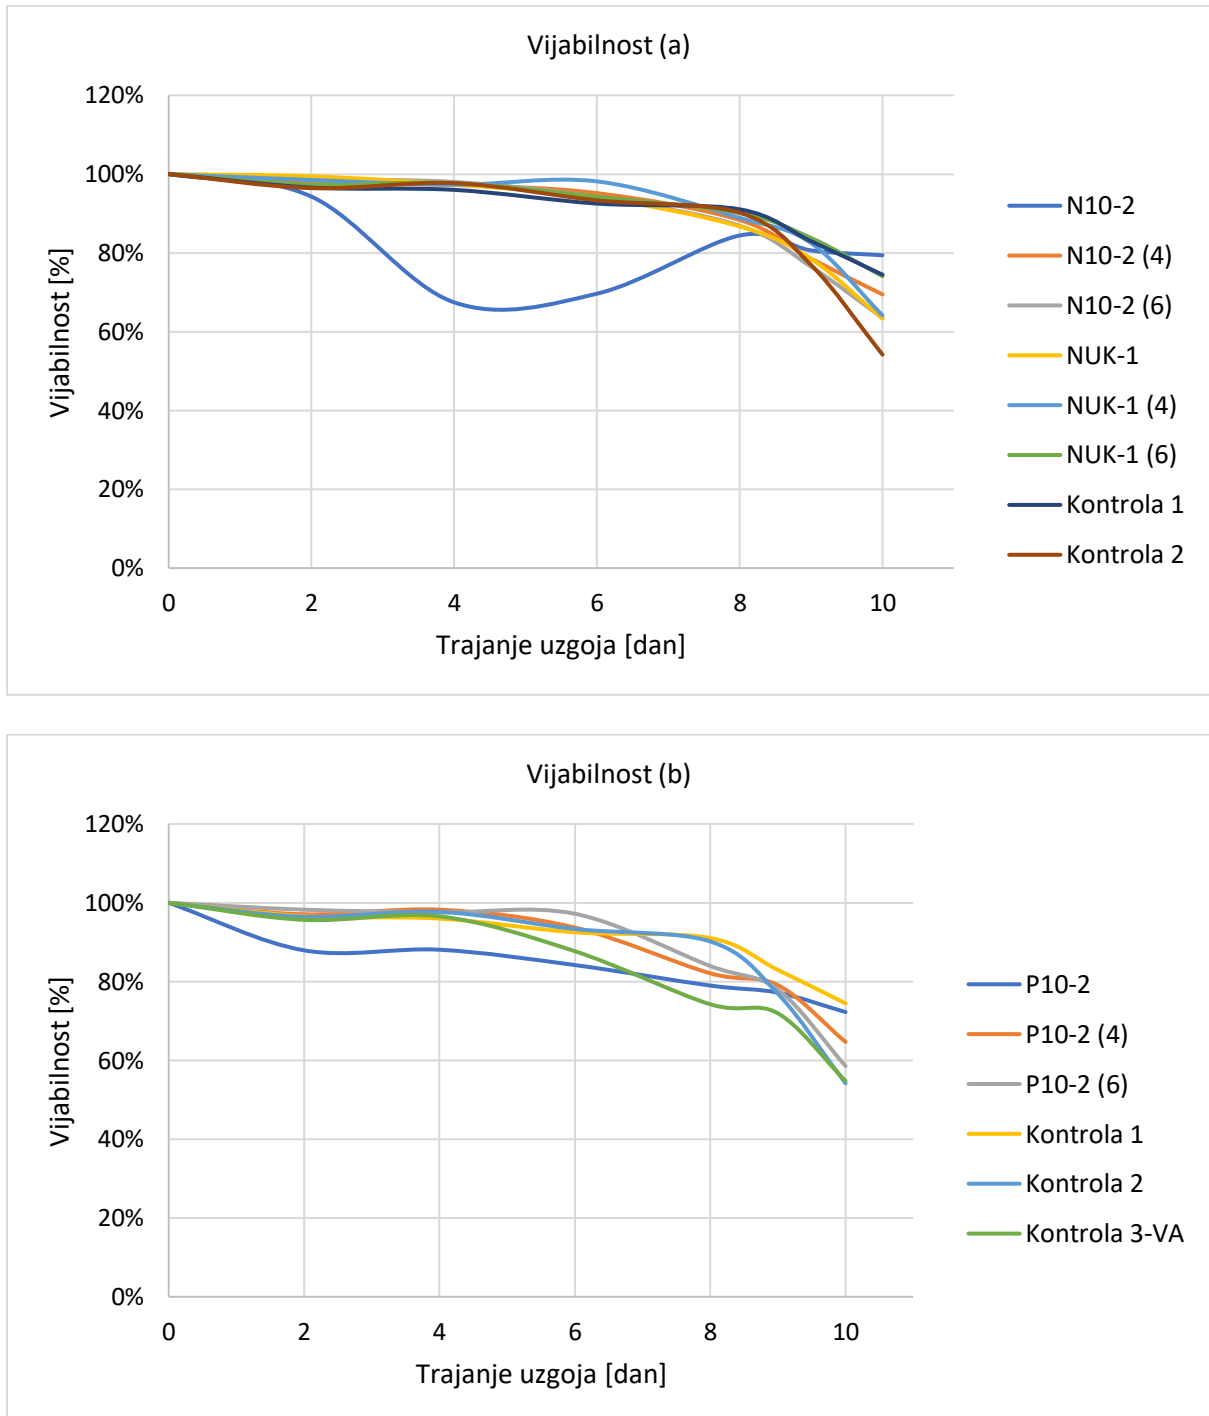 Vijabilnost (a)
120%
100%
80%
60%
40%
20%
0%
Vijabilnost [%]
0 2 4 6 8 10
Trajanje uzgoja [dan]
N10-2
N10-2 (4)
N10-2 (6)
NUK-1
NUK-1 (4)
NUK-1 (6)
Kontrola 1
Kontrola 2
Vijabilnost (b)
120%
100%
80%
60%
40%
20%
0%
Vijabilnost [%]
0 2 4 6 8 10
Trajanje uzgoja [dan]
P10-2
P10-2 (4)
P10-2 (6)
Kontrola 1
Kontrola 2
Kontrola 3-VA